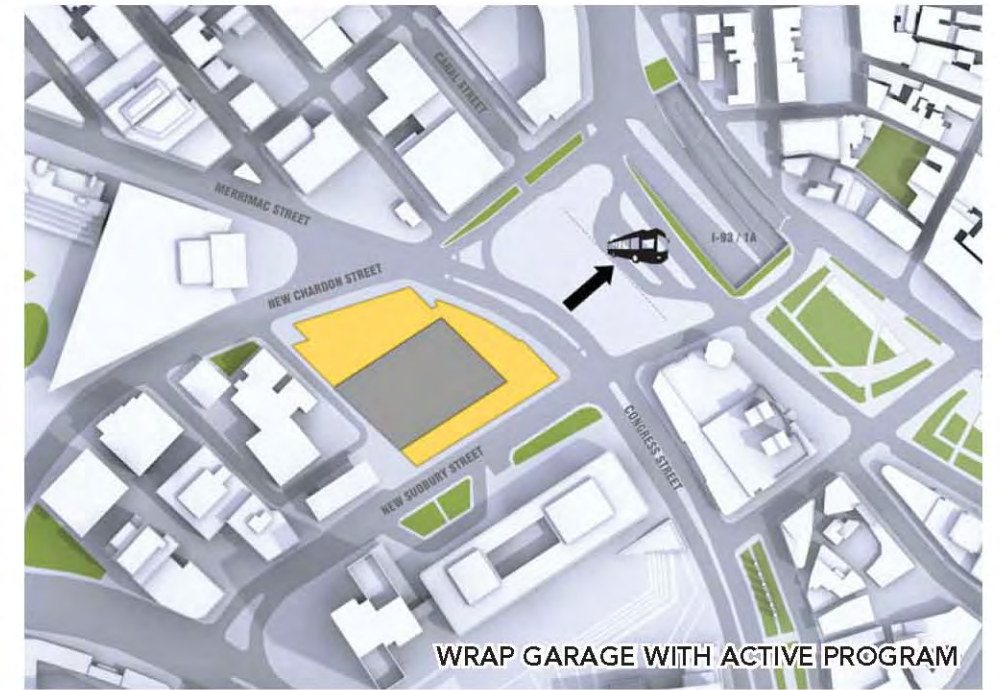 CANAL STREET
MERRIMAC STREET
I-93 / 1A
NEW CHARDON STREET
CONGRESS STREET
NEW SUDBURY STREET
WRAP GARAGE WITH ACTIVE PROGRAM